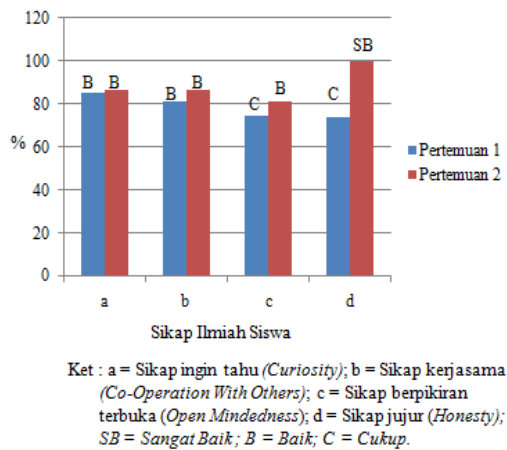 120
100
80
60
40
20
0
%
B B
B B
C B
C SB
a b c d
Sikap Ilmiah Siswa
Pertemuan 1
Pertemuan 2
Ket : a = Sikap ingin tahu (Curiosity); b = Sikap kerjasama
(Co-Operation With Others); c = Sikap berpikiran
terbuka (Open Mindedness); d = Sikap jujur (Honesty);
SB = Sangat Baik; B = Baik; C = Cukup.